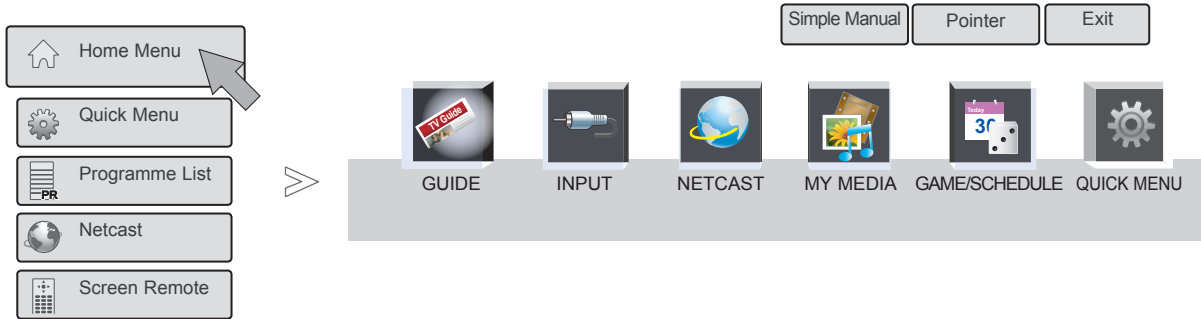 Home Menu
Quick Menu
Programme List
PR
Netcast
Screen Remote
Simple Manual
Pointer
Exit
TV Guide
Today
30
GUIDE
INPUT
NETCAST
MY MEDIA
GAME/SCHEDULE
QUICK MENU